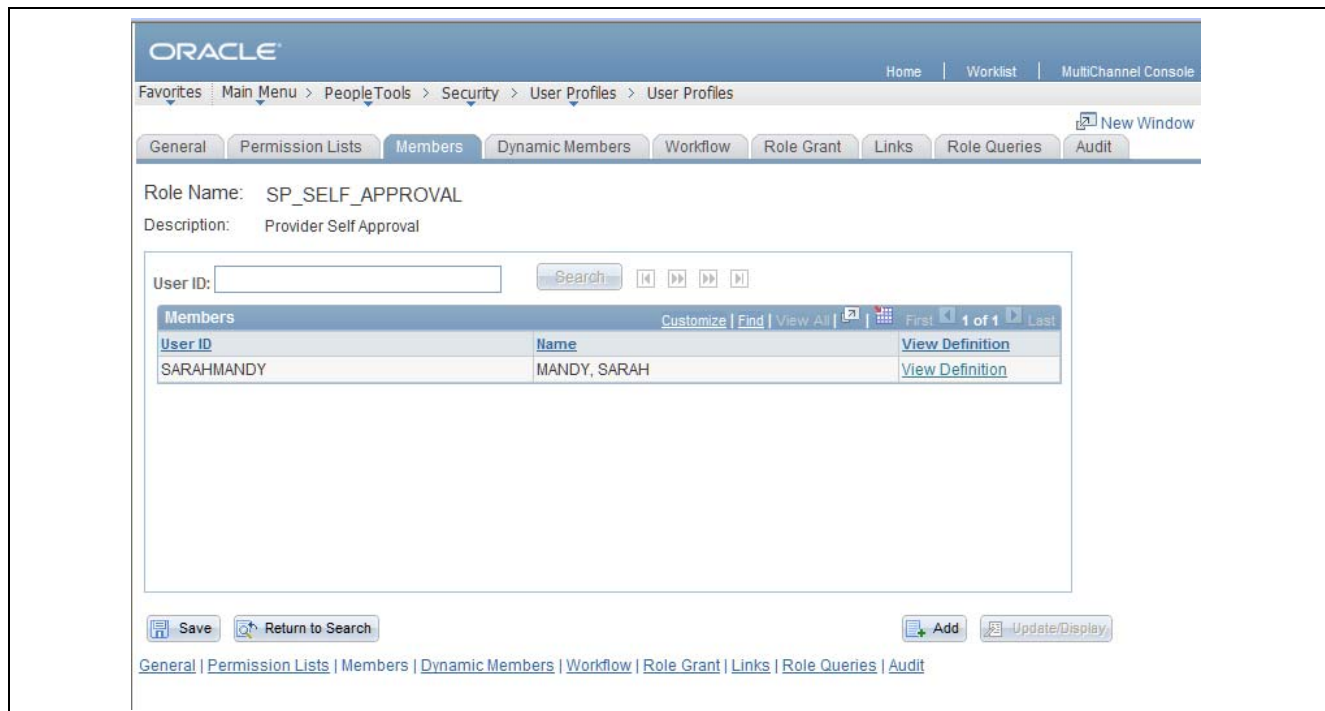 ORACLE
Home | Worklist | MultiChannel Console
Favorites Main Menu > PeopleTools > Security > User Profiles > User Profiles
New Window
General Permission Lists Members Dynamic Members Workflow Role Grant Links Role Queries Audit
Role Name: SP_SELF_APPROVAL
Description: Provider Self Approval
User ID: Search
Members Customize | Find | View All | | First 1 of 1 Last
User ID Name View Definition
SARAHMANDY MANDY, SARAH View Definition
Save Return to Search Add Update/Display
General | Permission Lists | Members | Dynamic Members | Workflow | Role Grant | Links | Role Queries | Audit